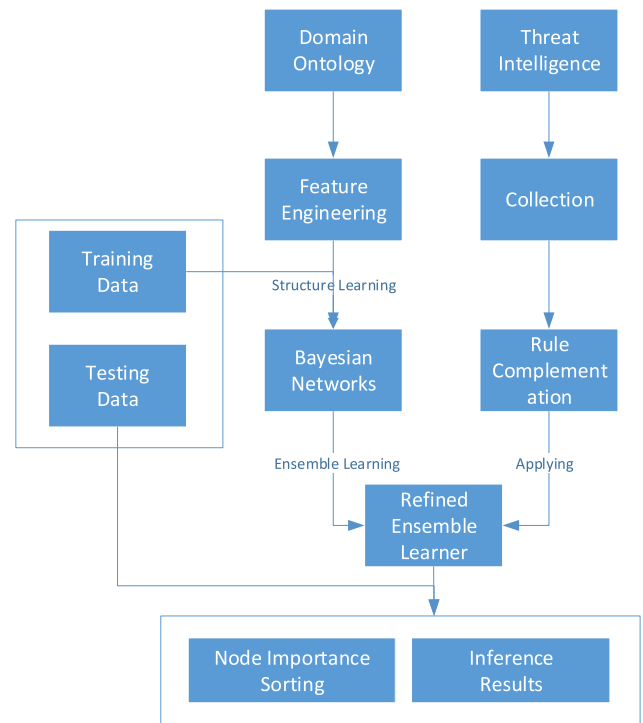 Domain
Ontology
Threat
Intelligence
Feature
Engineering
Collection
Training
Data
Structure Learning
Testing
Data
Bayesian
Networks
Rule
Complement
ation
Ensemble Learning
Applying
Refined
Ensemble
Learner
Node Importance
Sorting
Inference
Results